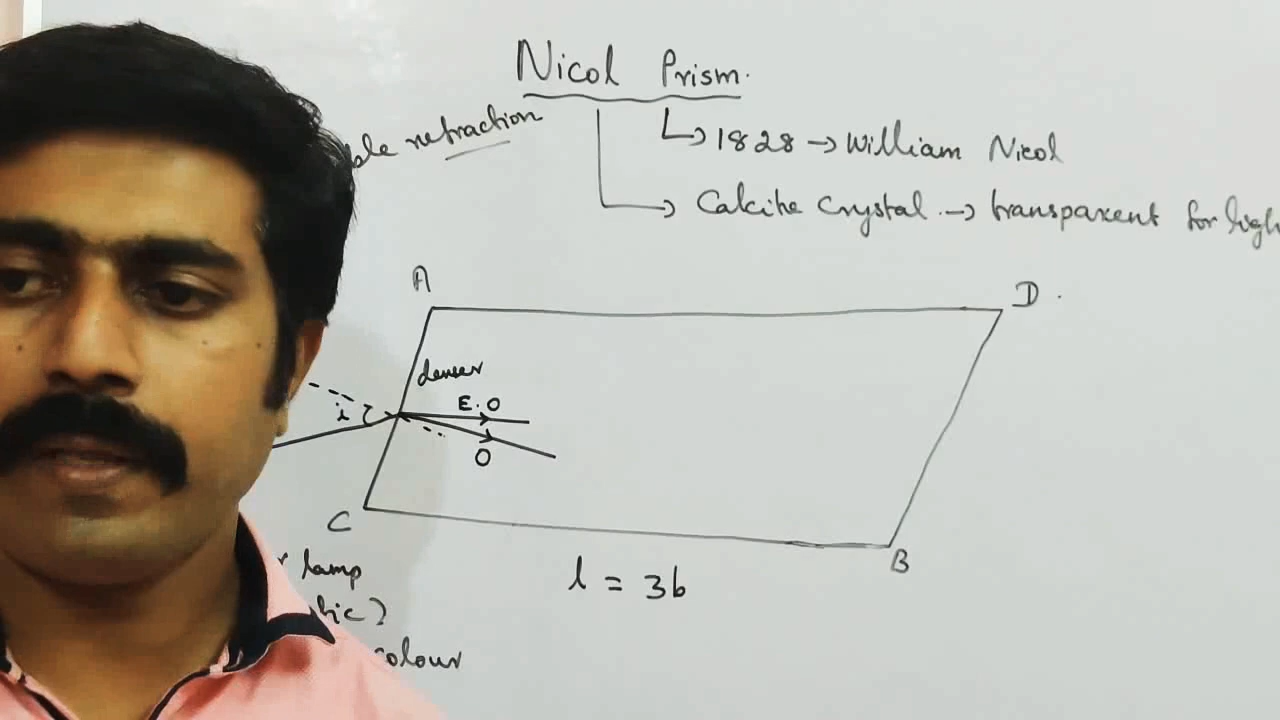 Nicol Prism.
refraction
↳ 1828 → William Nicol
→ Calcite Crystal. → transparent for
A
D .
denser
i
E.O
O
C
B
l = 3b
lamp
colour